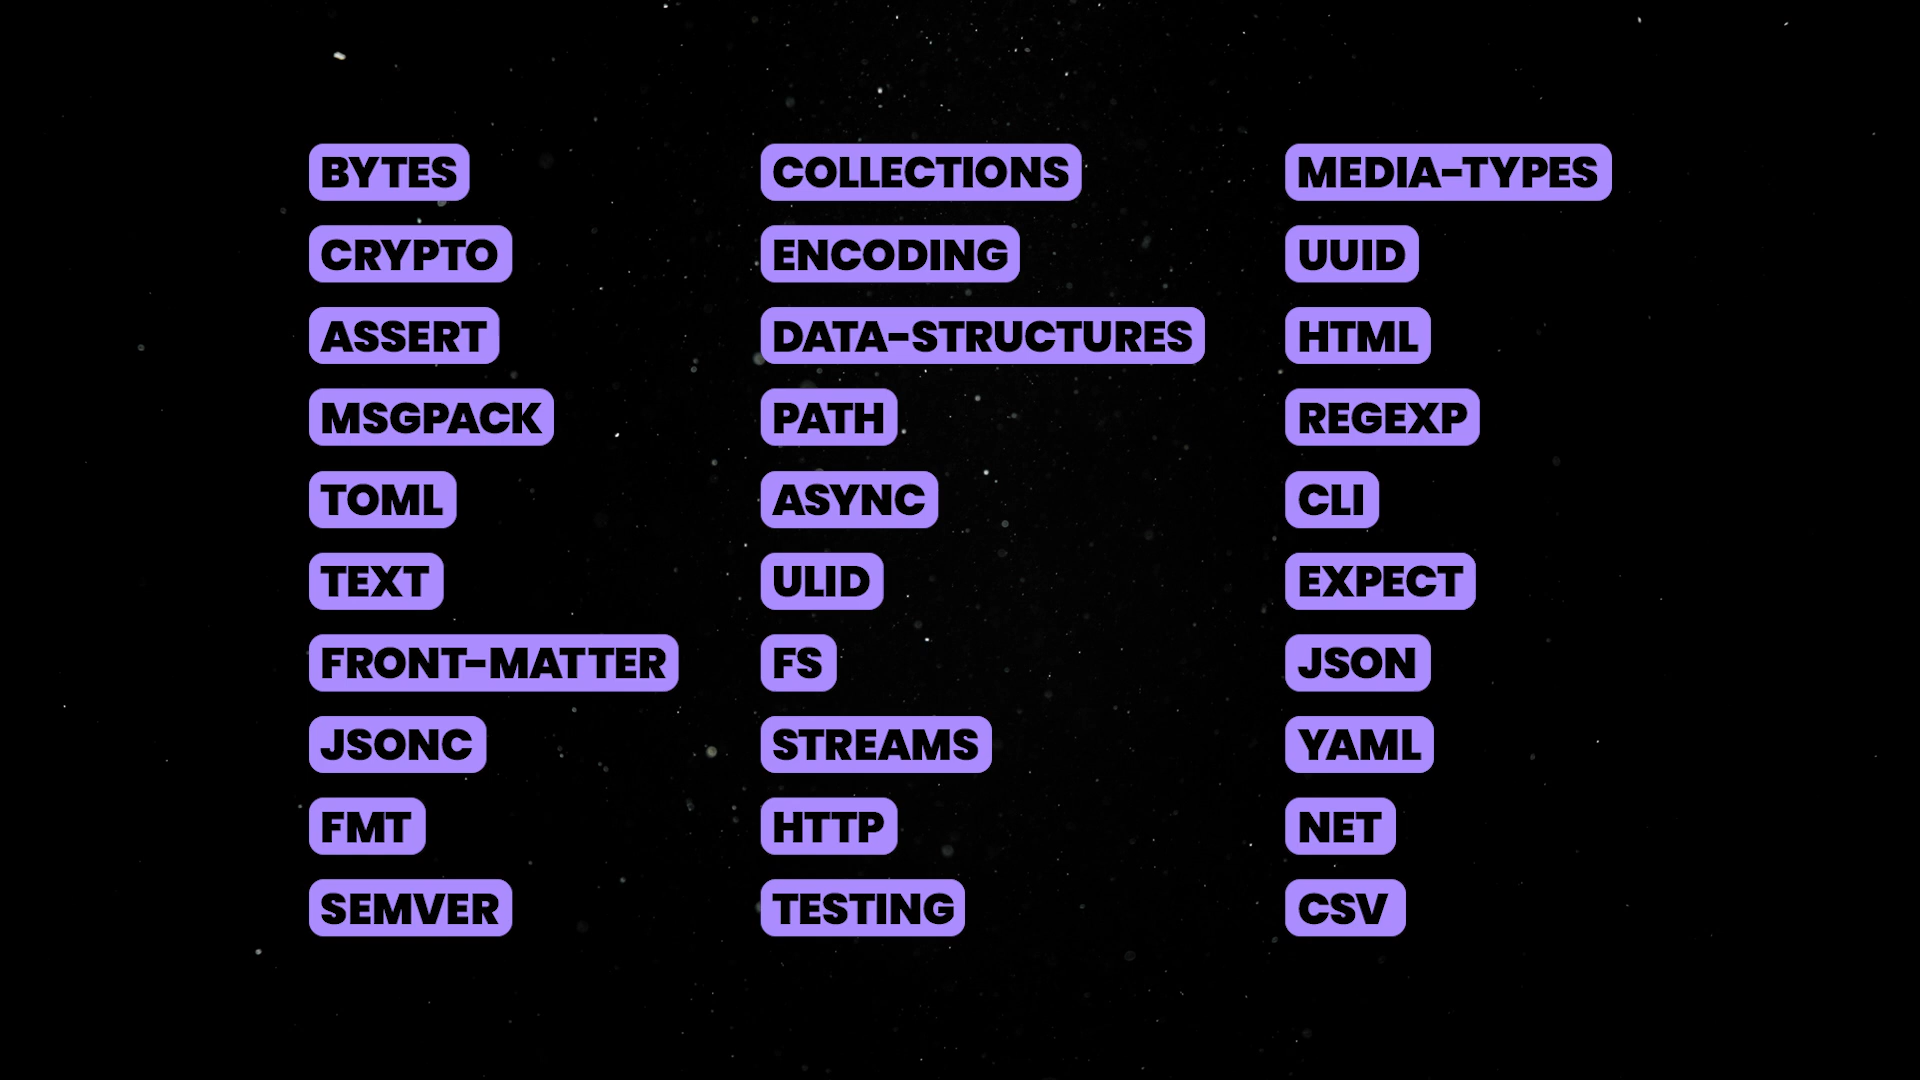 BYTES
CRYPTO
ASSERT
MSGPACK
TOML
TEXT
FRONT-MATTER
JSONC
FMT
SEMVER
COLLECTIONS
ENCODING
DATA-STRUCTURES
PATH
ASYNC
ULID
FS
STREAMS
HTTP
TESTING
MEDIA-TYPES
UUID
HTML
REGEXP
CLI
EXPECT
JSON
YAML
NET
CSV